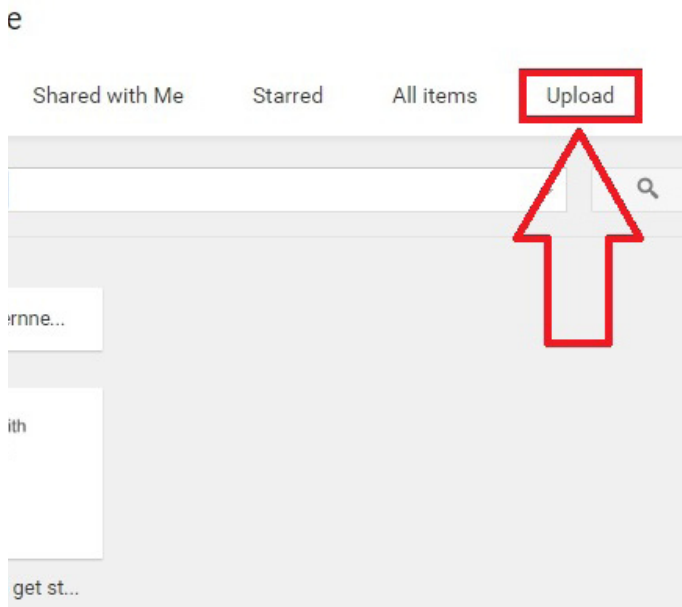 e
Shared with Me Starred All items Upload
ernne...
ith
get st...